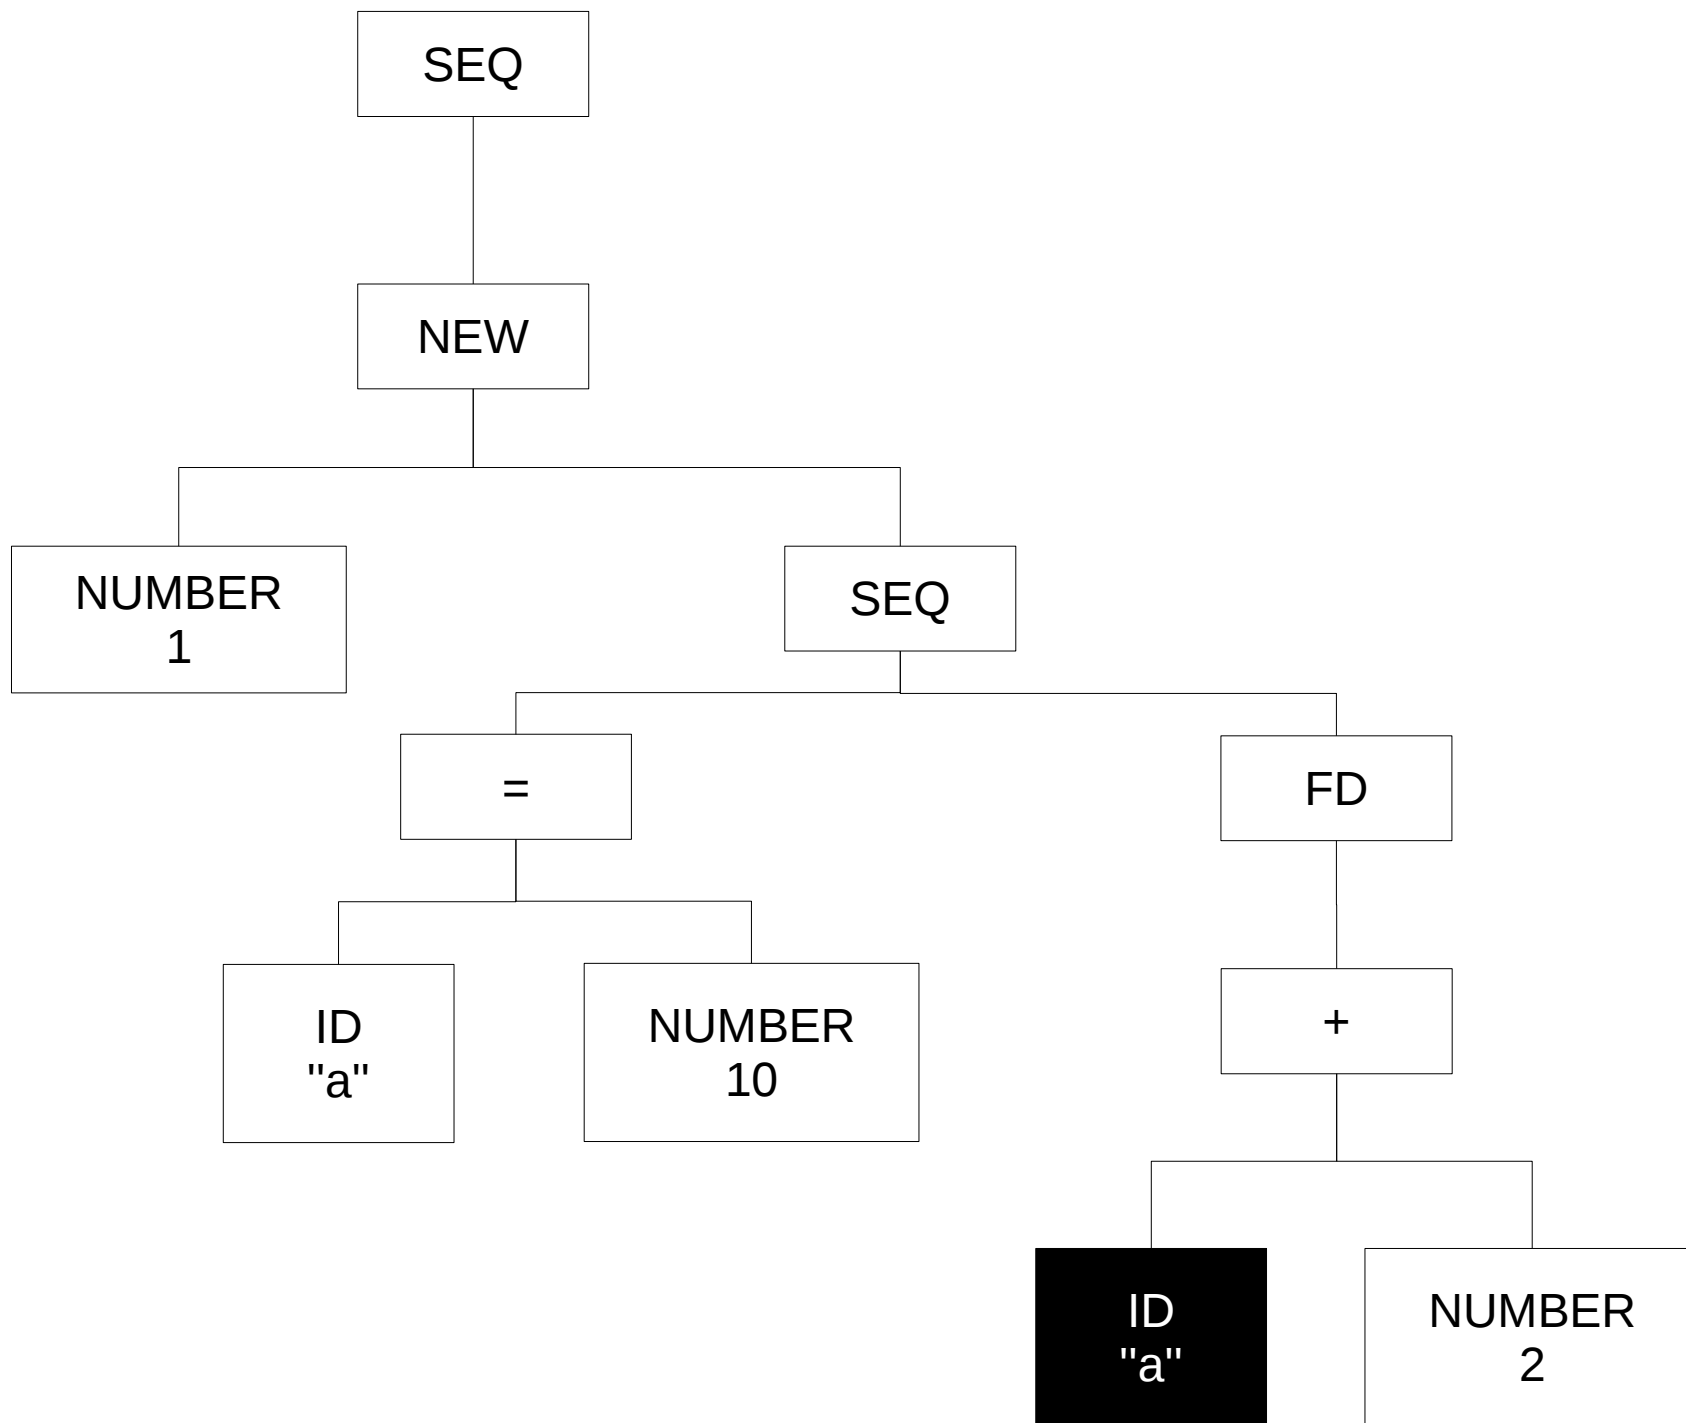 SEQ
NEW
NUMBER
1
SEQ
=
FD
ID
"a"
NUMBER
10
+
ID
"a"
NUMBER
2